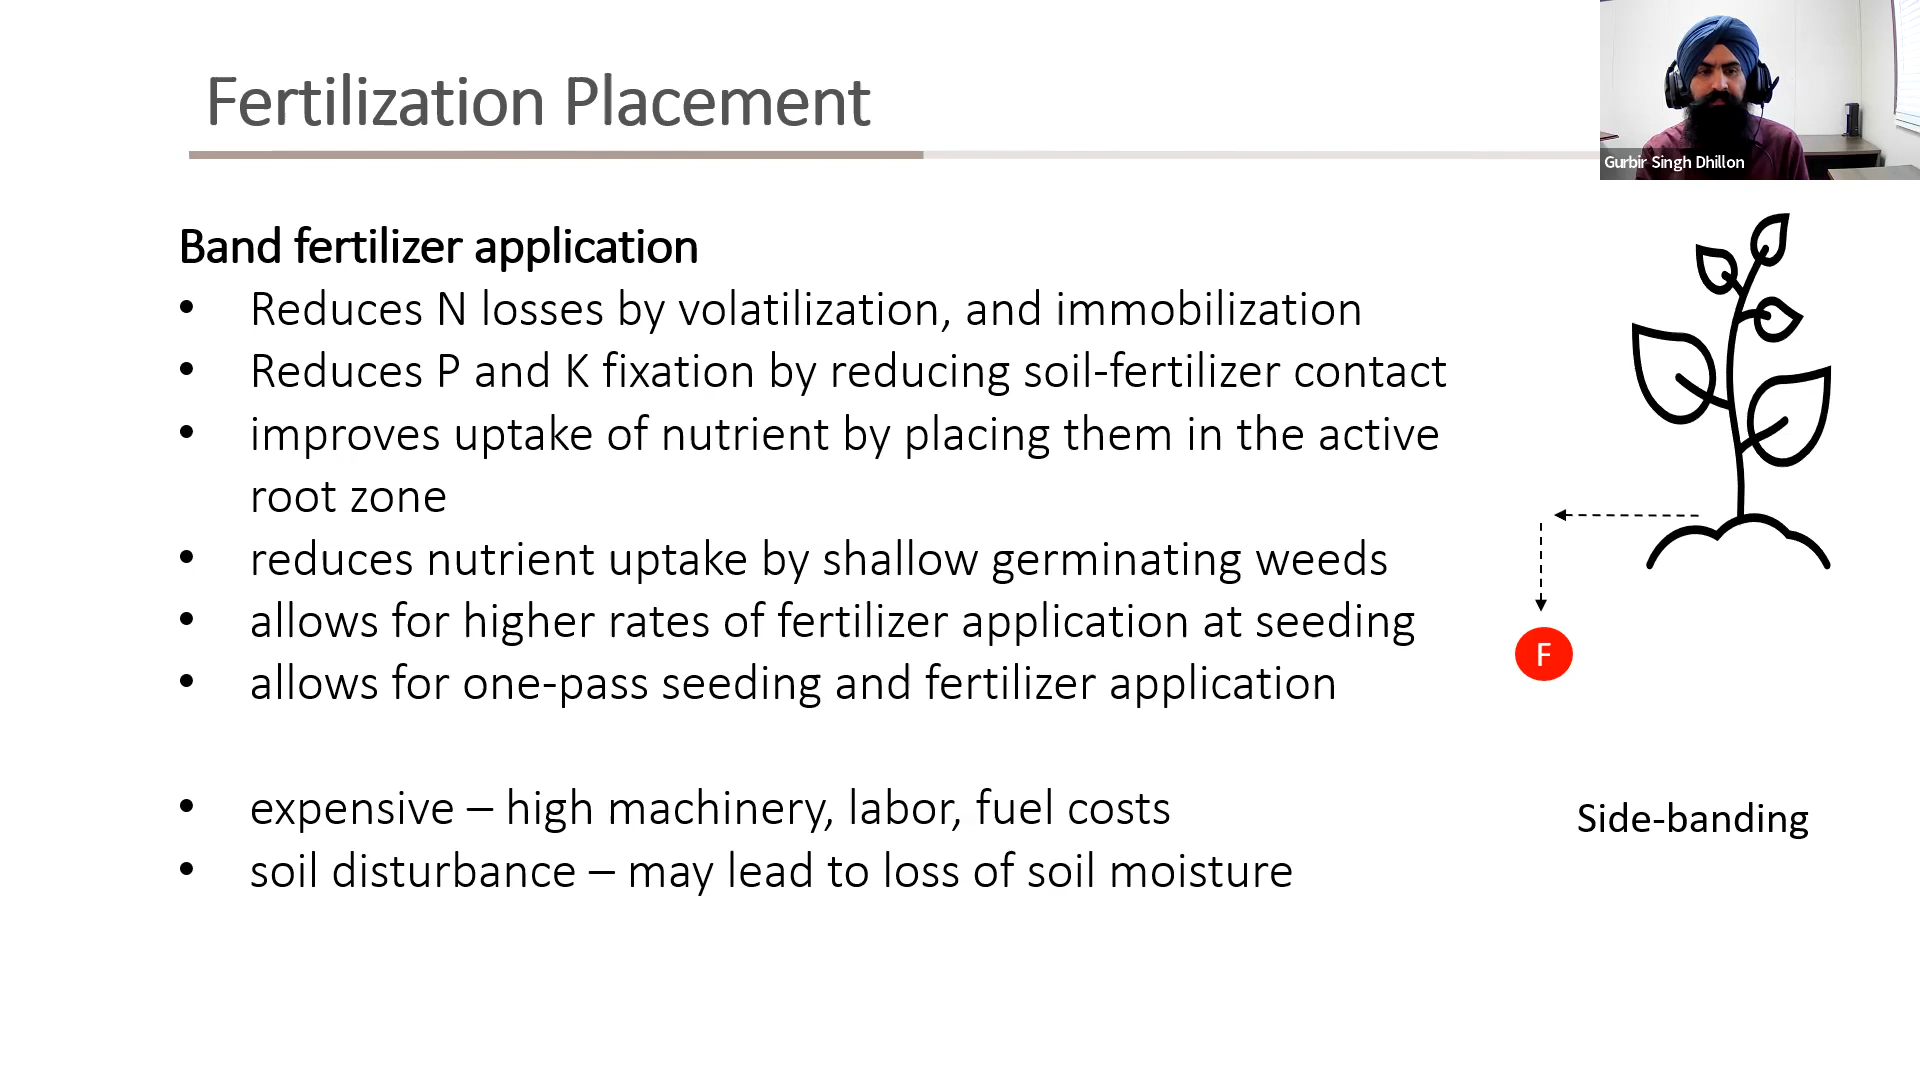 Fertilization Placement
Gurbir Singh Dhillon
Band fertilizer application
• Reduces N losses by volatilization, and immobilization
• Reduces P and K fixation by reducing soil-fertilizer contact
• improves uptake of nutrient by placing them in the active
root zone
• reduces nutrient uptake by shallow germinating weeds
• allows for higher rates of fertilizer application at seeding
• allows for one-pass seeding and fertilizer application
• expensive – high machinery, labor, fuel costs
• soil disturbance – may lead to loss of soil moisture
F
Side-banding